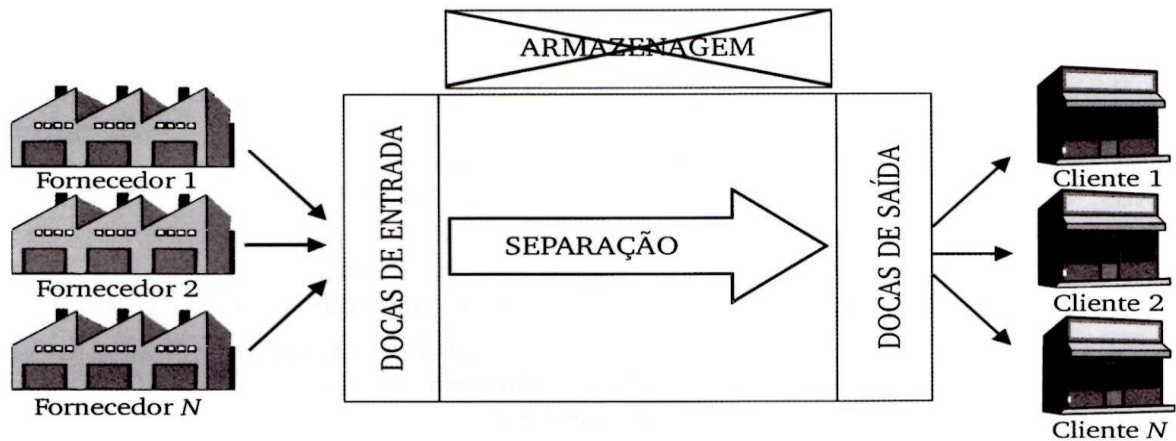 ARMAZENAGEM
Fornecedor 1
Fornecedor 2
Fornecedor N
DOCAS DE ENTRADA
SEPARAÇÃO
DOCAS DE SAÍDA
Cliente 1
Cliente 2
Cliente N